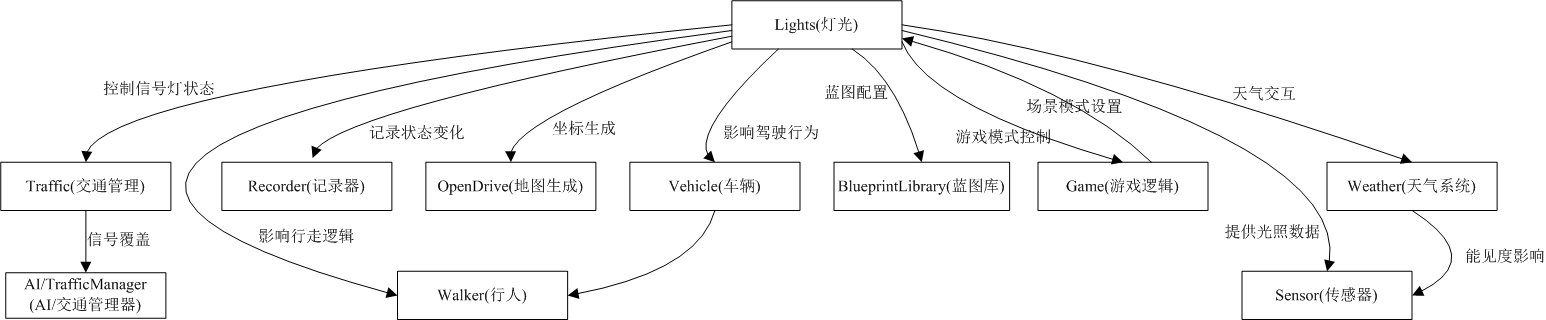 Lights(灯光)
控制信号灯状态
蓝图配置
天气交互
场景模式设置
记录状态变化
坐标生成
影响驾驶行为
游戏模式控制
Traffic(交通管理)
Recorder(记录器)
OpenDrive(地图生成)
Vehicle(车辆)
BlueprintLibrary(蓝图库)
Game(游戏逻辑)
Weather(天气系统)
信号覆盖
影响行走逻辑
提供光照数据
能见度影响
AI/TrafficManager
(AI/交通管理器)
Walker(行人)
Sensor(传感器)